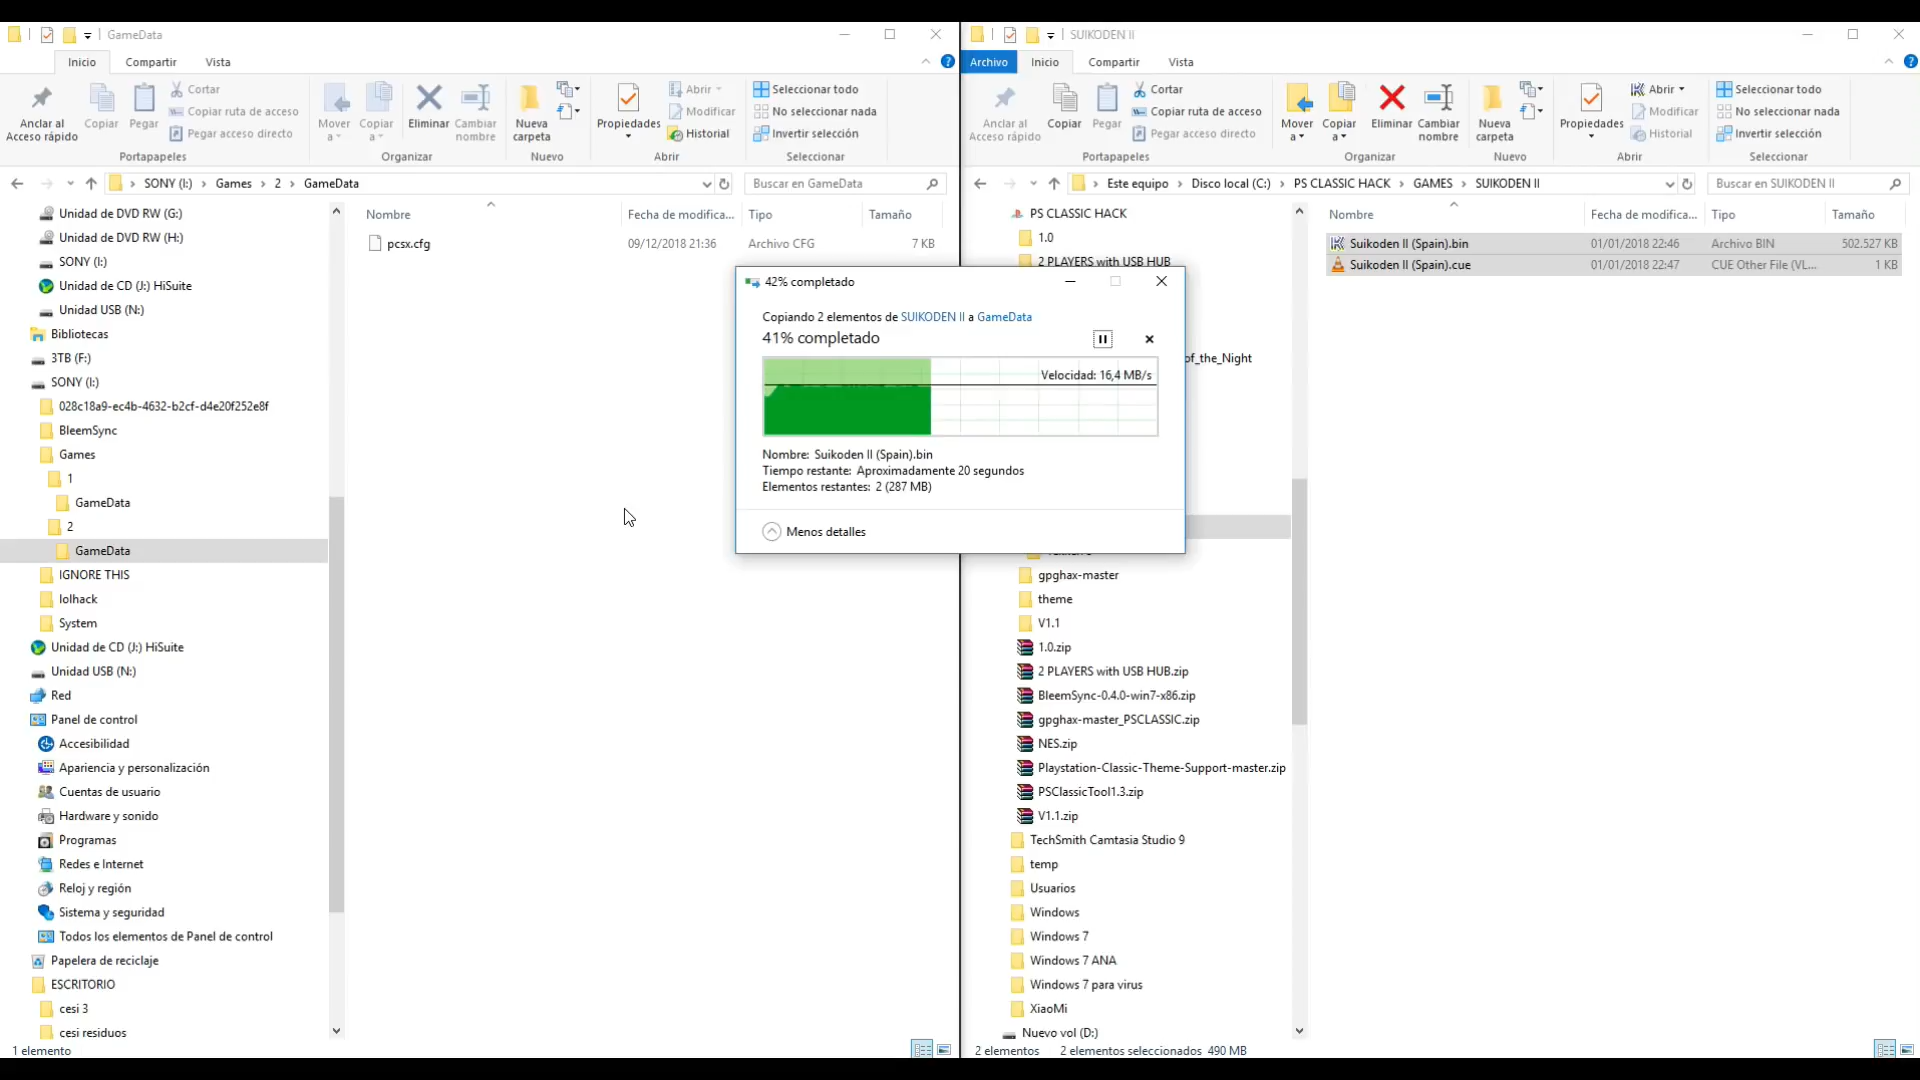 GameData
Inicio
Compartir
Vista
Anclar al
Acceso rápido
Copiar
Pegar
Cortar
Copiar ruta de acceso
Pegar acceso directo
Portapapeles
Mover
a
Copiar
a
Eliminar
Cambiar
nombre
Organizar
Nueva
carpeta
Nuevo
Propiedades
Abrir
Modificar
Historial
Abrir
Seleccionar todo
No seleccionar nada
Invertir selección
Seleccionar
SONY (I:) > Games > 2 > GameData
Buscar en GameData
Unidad de DVD RW (G:)
Unidad de DVD RW (H:)
SONY (I:)
Unidad de CD (J:) HiSuite
Unidad USB (N:)
Bibliotecas
3TB (F:)
SONY (I:)
028c18a9-ec4b-4632-b2cf-d4e20f252e8f
BleemSync
Games
1
GameData
2
GameData
IGNORE THIS
lolhack
System
Unidad de CD (J:) HiSuite
Unidad USB (N:)
Red
Panel de control
Accesibilidad
Apariencia y personalización
Cuentas de usuario
Hardware y sonido
Programas
Redes e Internet
Reloj y región
Sistema y seguridad
Todos los elementos de Panel de control
Papelera de reciclaje
ESCRITORIO
cesi 3
cesi residuos
Nombre Fecha de modifica... Tipo Tamaño
pcsx.cfg 09/12/2018 21:36 Archivo CFG 7 KB
1 elemento
42% completado
Copiando 2 elementos de SUIKODEN II a GameData
41% completado
Velocidad: 16,4 MB/s
Nombre: Suikoden II (Spain).bin
Tiempo restante: Aproximadamente 20 segundos
Elementos restantes: 2 (287 MB)
Menos detalles
SUIKODEN II
Archivo
Inicio
Compartir
Vista
Anclar al
Acceso rápido
Copiar
Pegar
Cortar
Copiar ruta de acceso
Pegar acceso directo
Portapapeles
Mover
a
Copiar
a
Eliminar
Cambiar
nombre
Organizar
Nueva
carpeta
Nuevo
Propiedades
Abrir
Modificar
Historial
Abrir
Seleccionar todo
No seleccionar nada
Invertir selección
Seleccionar
Este equipo > Disco local (C:) > PS CLASSIC HACK > GAMES > SUIKODEN II
Buscar en SUIKODEN II
PS CLASSIC HACK
1.0
2 PLAYERS with USB HUB
of_the_Night
gpghax-master
theme
V1.1
1.0.zip
2 PLAYERS with USB HUB.zip
BleemSync-0.4.0-win7-x86.zip
gpghax-master_PSCLASSIC.zip
NES.zip
Playstation-Classic-Theme-Support-master.zip
PSClassicTool1.3.zip
V1.1.zip
TechSmith Camtasia Studio 9
temp
Usuarios
Windows
Windows 7
Windows 7 ANA
Windows 7 para virus
XiaoMi
Nuevo vol (D:)
Nombre Fecha de modifica... Tipo Tamaño
Suikoden II (Spain).bin 01/01/2018 22:46 Archivo BIN 502.527 KB
Suikoden II (Spain).cue 01/01/2018 22:47 CUE Other File (VL... 1 KB
2 elementos 2 elementos seleccionados 490 MB